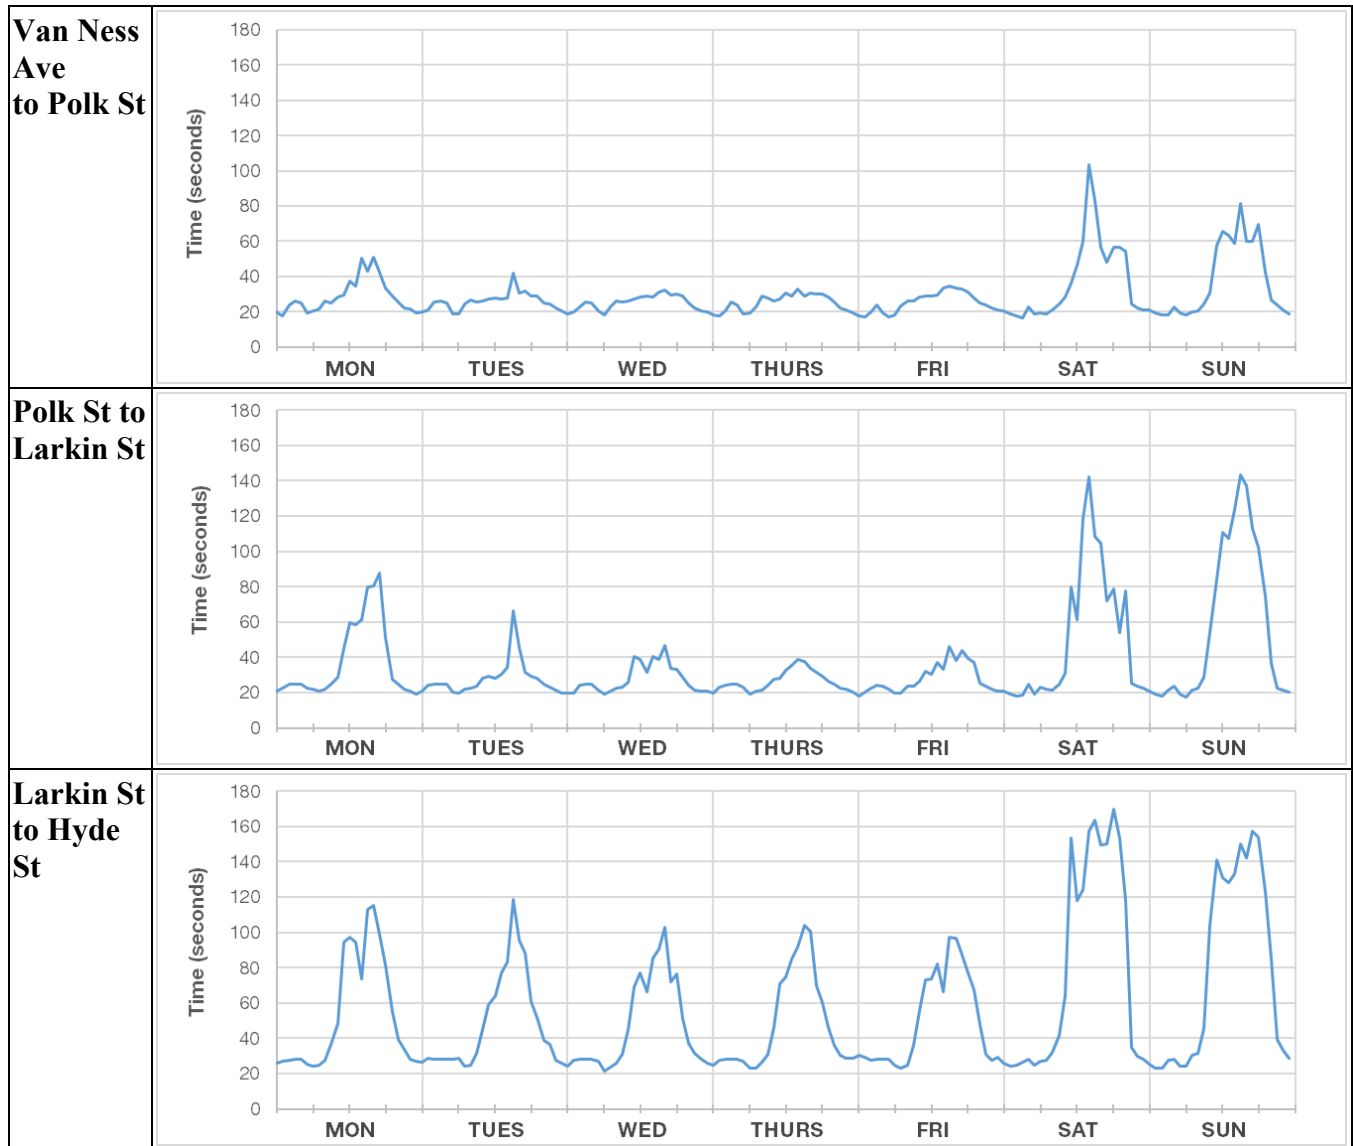 Van Ness
Ave
to Polk St
180
160
140
120
100
80
60
40
20
0
Time (seconds)
MON TUES WED THURS FRI SAT SUN
Polk St to
Larkin St
180
160
140
120
100
80
60
40
20
0
Time (seconds)
MON TUES WED THURS FRI SAT SUN
Larkin St
to Hyde
St
180
160
140
120
100
80
60
40
20
0
Time (seconds)
MON TUES WED THURS FRI SAT SUN